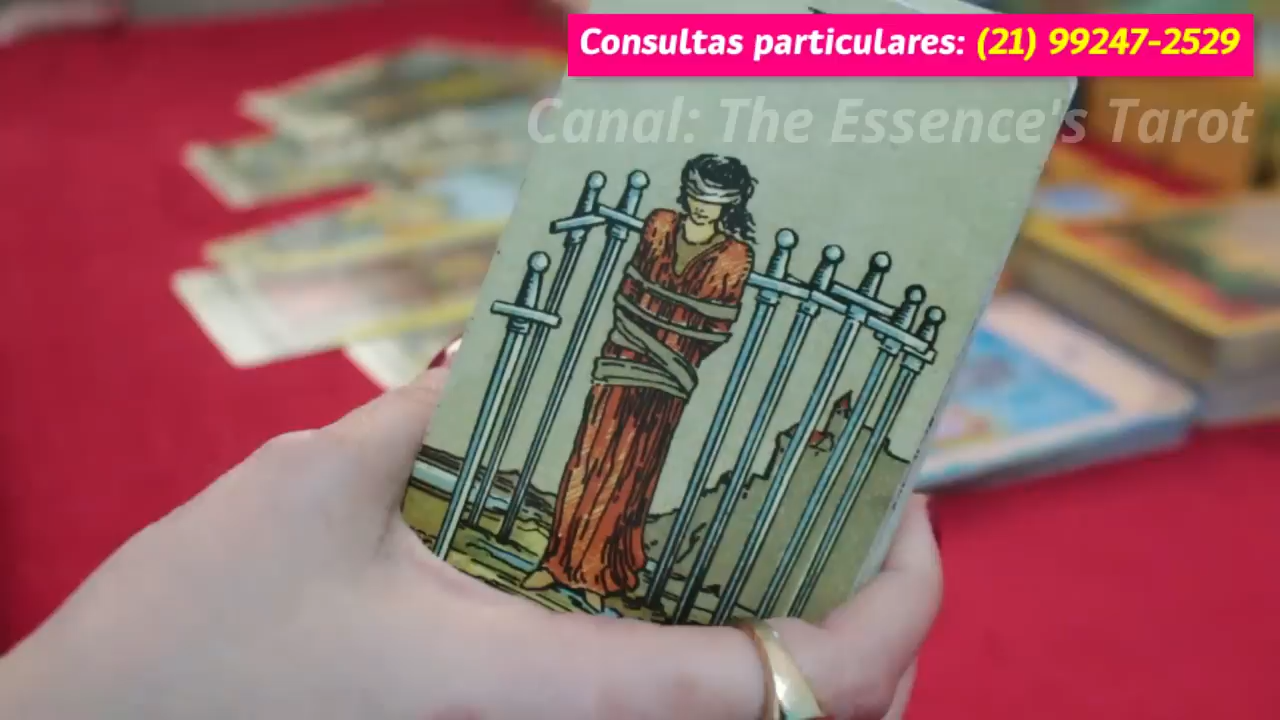 Consultas particulares: (21) 99247-2529
Canal: The Essence's Tarot